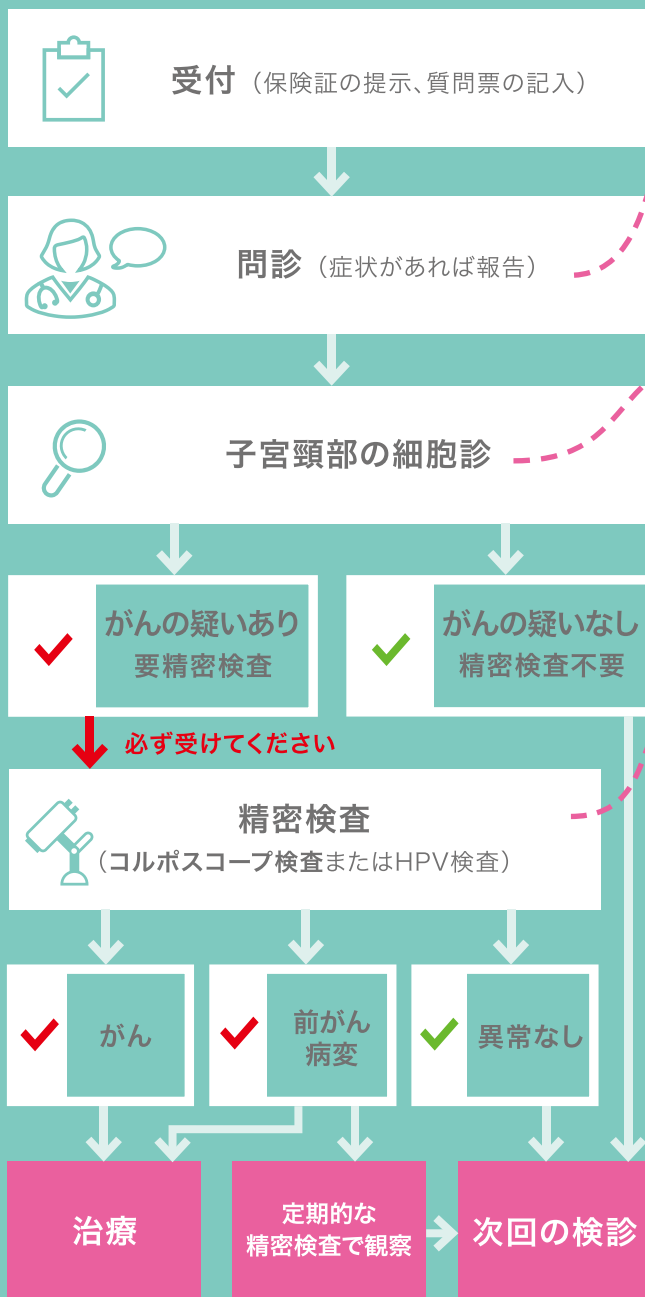 受付（保険証の提示、質問票の記入）
問診（症状があれば報告）
子宮頸部の細胞診
がんの疑いあり
要精密検査
がんの疑いなし
精密検査不要
必ず受けてください
精密検査
（コルポスコープ検査またはHPV検査）
がん
前がん
病変
異常なし
治療
定期的な
精密検査で観察
次回の検診